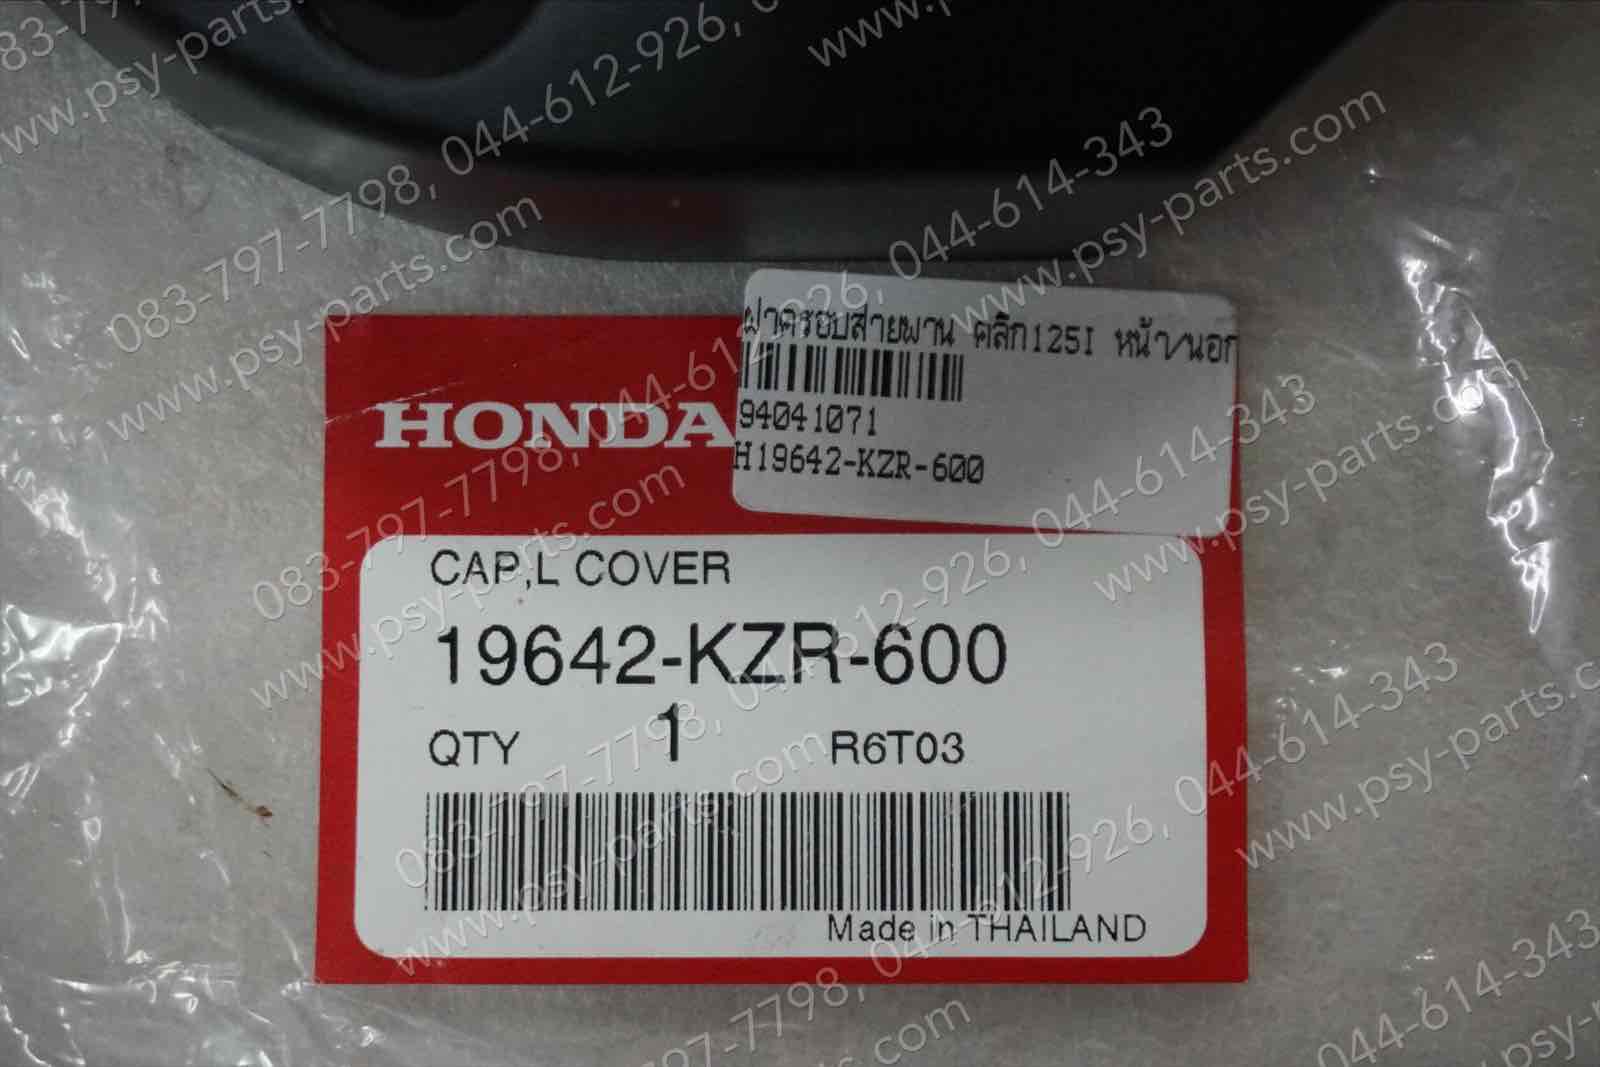 083-797-7798, 044-612-926, 044-614-343
www.psy-parts.com
ฝาครอบสายพาน คลิก125I หน้า/นอก
94041071
H19642-KZR-600
HONDA
CAP,L COVER
19642-KZR-600
QTY 1 R6T03
Made in THAILAND